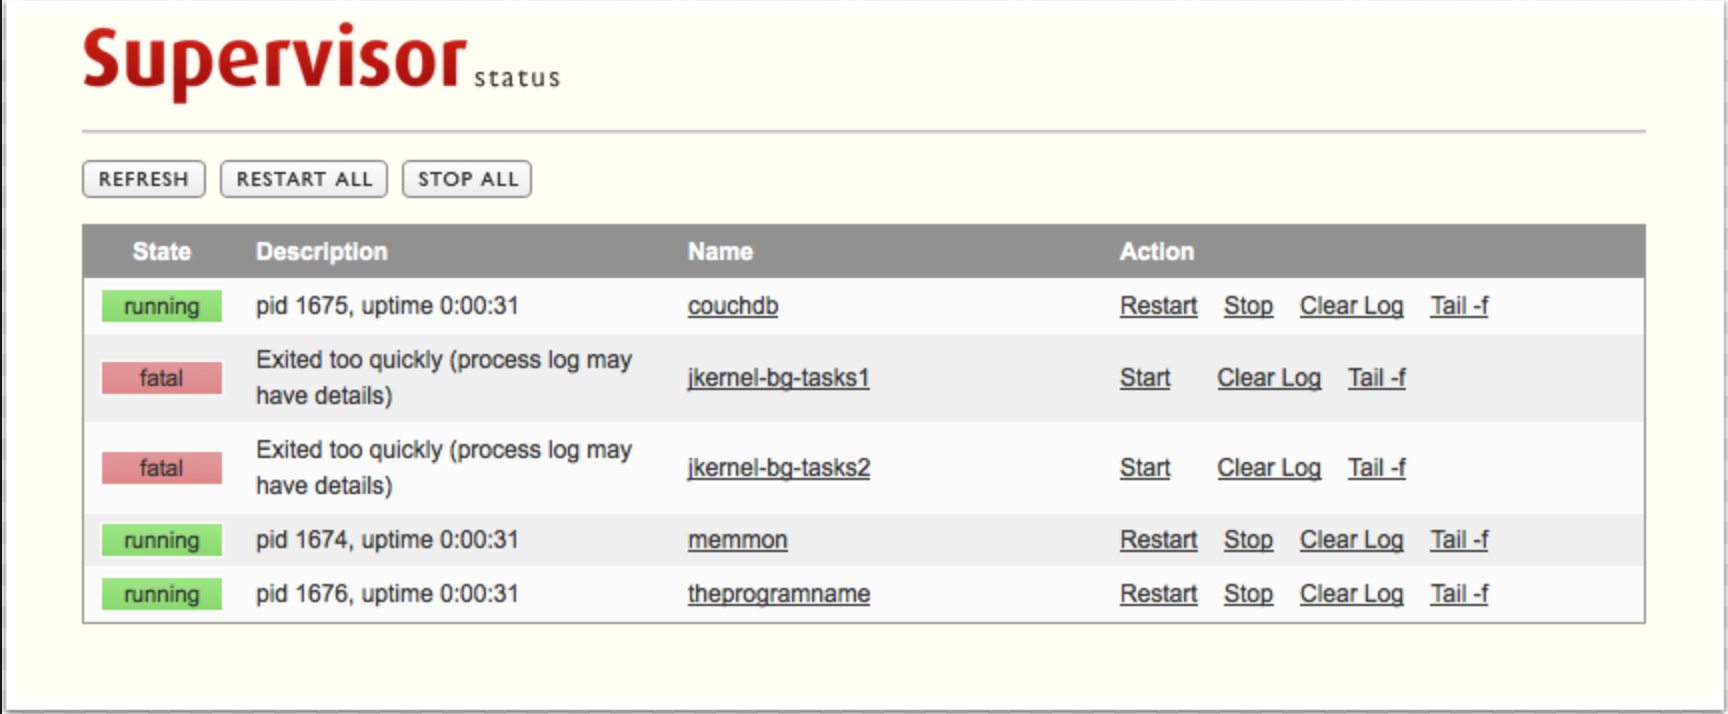 Supervisor status
REFRESH RESTART ALL STOP ALL
State Description Name Action
running pid 1675, uptime 0:00:31 couchdb Restart Stop Clear Log Tail -f
fatal Exited too quickly (process log may
have details) jkernel-bg-tasks1 Start Clear Log Tail -f
fatal Exited too quickly (process log may
have details) jkernel-bg-tasks2 Start Clear Log Tail -f
running pid 1674, uptime 0:00:31 memmon Restart Stop Clear Log Tail -f
running pid 1676, uptime 0:00:31 theprogramname Restart Stop Clear Log Tail -f